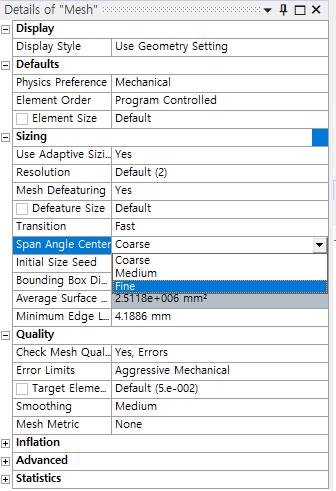 Details of "Mesh"
Display
Display Style Use Geometry Setting
Defaults
Physics Preference Mechanical
Element Order Program Controlled
Element Size Default
Sizing
Use Adaptive Sizi... Yes
Resolution Default (2)
Mesh Defeaturing Yes
Defeature Size Default
Transition Fast
Span Angle Center Coarse
Initial Size Seed Coarse
Medium
Bounding Box Di... Fine
Average Surface ... 2.5118e+006 mm²
Minimum Edge L... 4.1886 mm
Quality
Check Mesh Qual... Yes, Errors
Error Limits Aggressive Mechanical
Target Eleme... Default (5.e-002)
Smoothing Medium
Mesh Metric None
Inflation
Advanced
Statistics